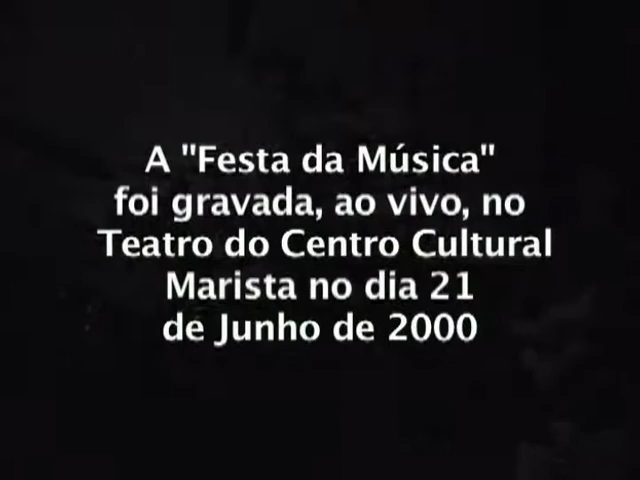 A "Festa da Música"
foi gravada, ao vivo, no
Teatro do Centro Cultural
Marista no dia 21
de Junho de 2000